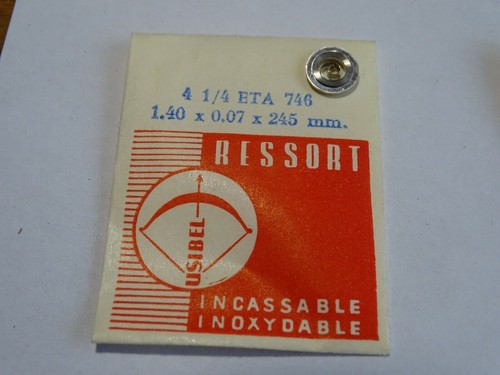 4 1/4 ETA 746
1.40 x 0.07 x 245 mm.
RESSORT
USIBEL
INCASSABLE
INOXYDABLE